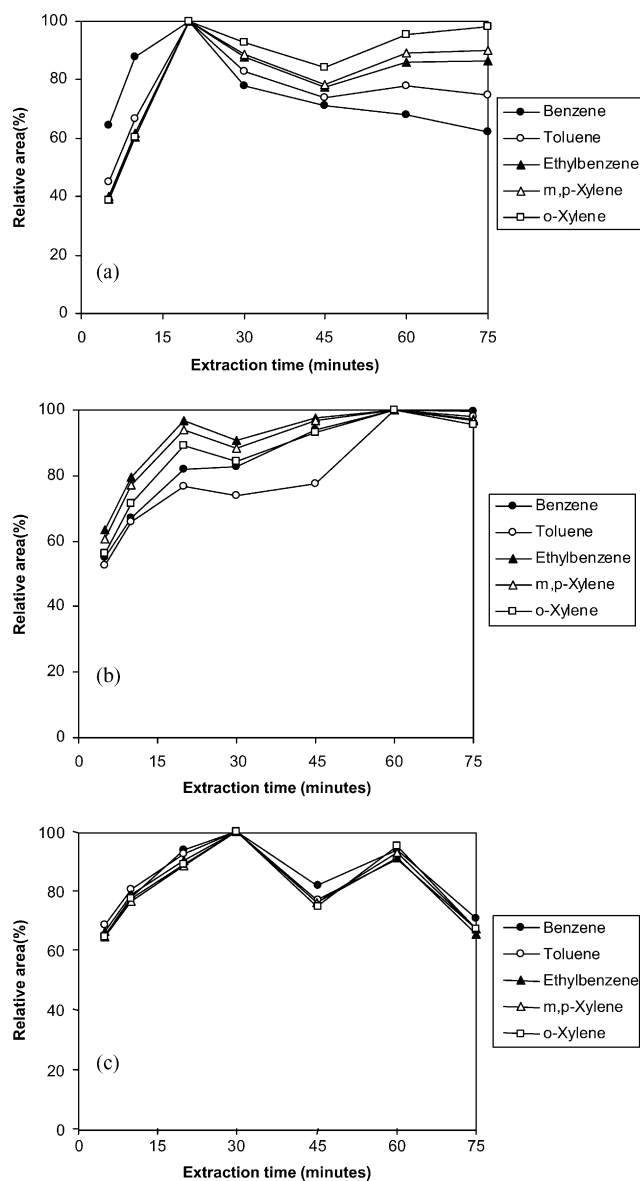 100
80
60
40
20
0
Relative area(%)
(a)
0 15 30 45 60 75
Extraction time (minutes)
Benzene
Toluene
Ethylbenzene
m,p-Xylene
o-Xylene
100
80
60
40
20
0
Relative area(%)
(b)
0 15 30 45 60 75
Extraction time (minutes)
Benzene
Toluene
Ethylbenzene
m,p-Xylene
o-Xylene
100
80
60
40
20
0
Relative area(%)
(c)
0 15 30 45 60 75
Extraction time (minutes)
Benzene
Toluene
Ethylbenzene
m,p-Xylene
o-Xylene